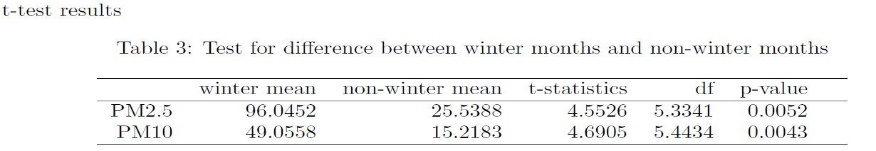 t-test results
Table 3: Test for difference between winter months and non-winter months
winter mean non-winter mean t-statistics df p-value
PM2.5 96.0452 25.5388 4.5526 5.3341 0.0052
PM10 49.0558 15.2183 4.6905 5.4434 0.0043